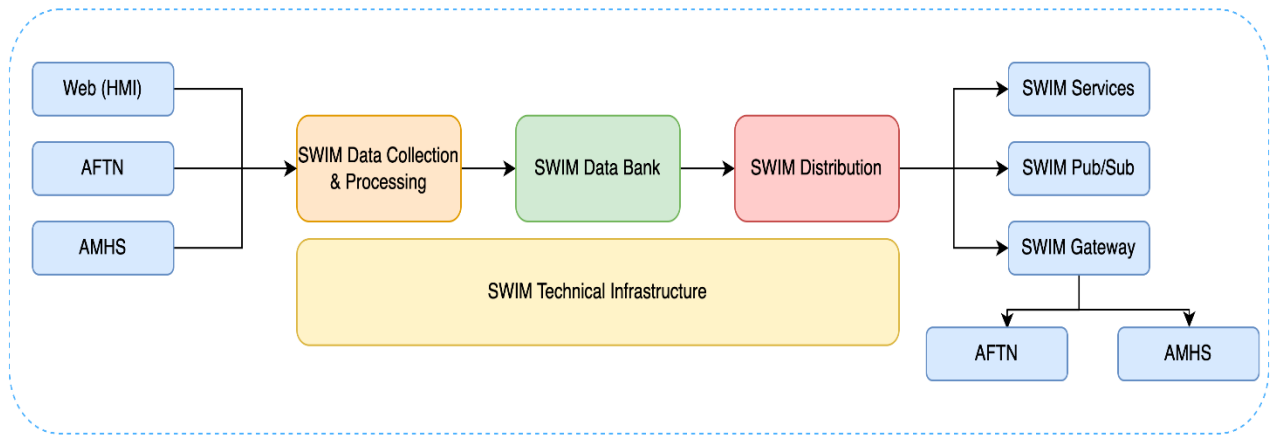 Web (HMI)
AFTN
AMHS
SWIM Data Collection
& Processing
SWIM Data Bank
SWIM Distribution
SWIM Technical Infrastructure
SWIM Services
SWIM Pub/Sub
SWIM Gateway
AFTN
AMHS